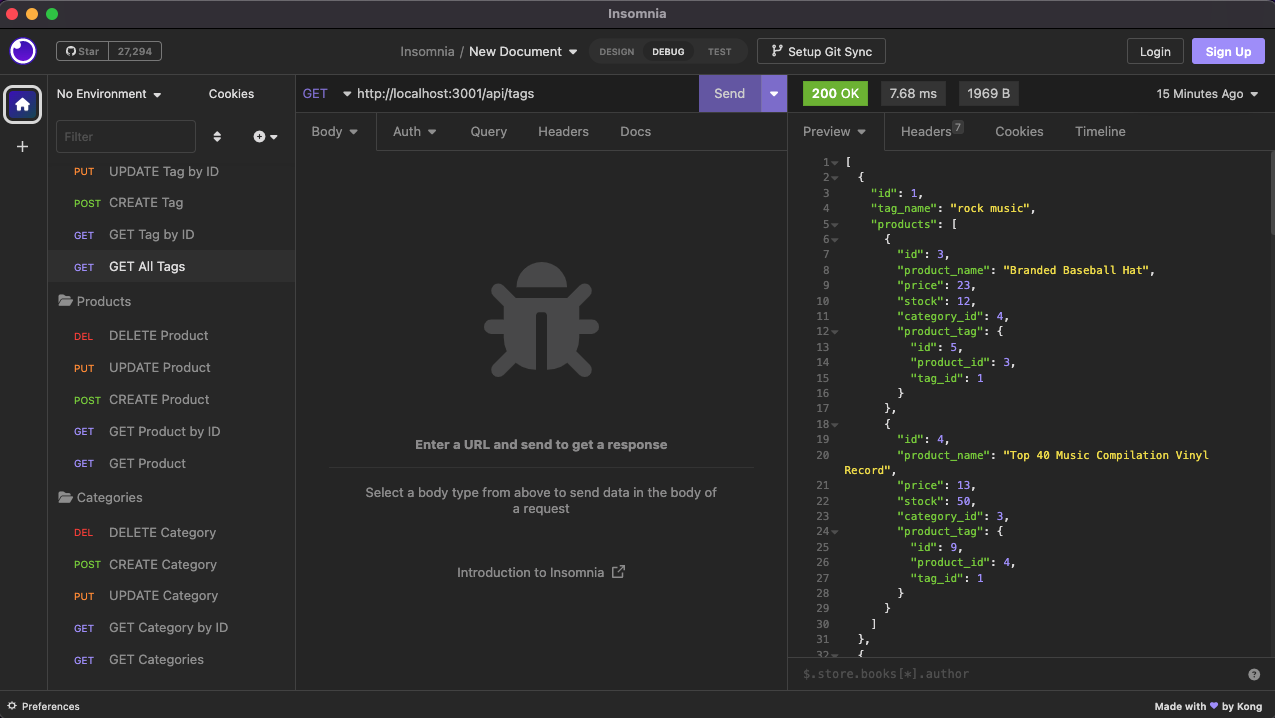 Insomnia
Star 27,294
Insomnia / New Document
DESIGN DEBUG TEST
Setup Git Sync
Login
Sign Up
No Environment
Cookies
Filter
PUT UPDATE Tag by ID
POST CREATE Tag
GET GET Tag by ID
GET GET All Tags
Products
DEL DELETE Product
PUT UPDATE Product
POST CREATE Product
GET GET Product by ID
GET GET Product
Categories
DEL DELETE Category
POST CREATE Category
PUT UPDATE Category
GET GET Category by ID
GET GET Categories
GET http://localhost:3001/api/tags
Send
Body Auth Query Headers Docs
Enter a URL and send to get a response
Select a body type from above to send data in the body of
a request
Introduction to Insomnia
200 OK 7.68 ms 1969 B
15 Minutes Ago
Preview Headers 7 Cookies Timeline
1 [
2 {
3 "id": 1,
4 "tag_name": "rock music",
5 "products": [
6 {
7 "id": 3,
8 "product_name": "Branded Baseball Hat",
9 "price": 23,
10 "stock": 12,
11 "category_id": 4,
12 "product_tag": {
13 "id": 5,
14 "product_id": 3,
15 "tag_id": 1
16 }
17 },
18 {
19 "id": 4,
20 "product_name": "Top 40 Music Compilation Vinyl
Record",
21 "price": 13,
22 "stock": 50,
23 "category_id": 3,
24 "product_tag": {
25 "id": 9,
26 "product_id": 4,
27 "tag_id": 1
28 }
29 }
30 ]
31 },
32 {
$.store.books[*].author
Preferences
Made with ♥ by Kong